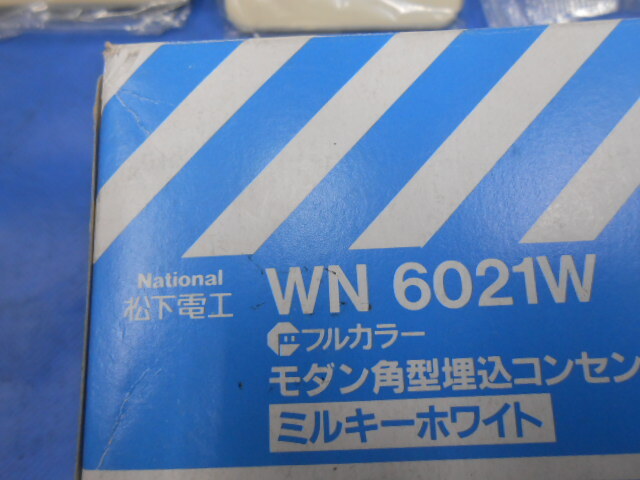 National
松下電工
WN 6021W
フルカラー
モダン角型埋込コンセン
ミルキーホワイト